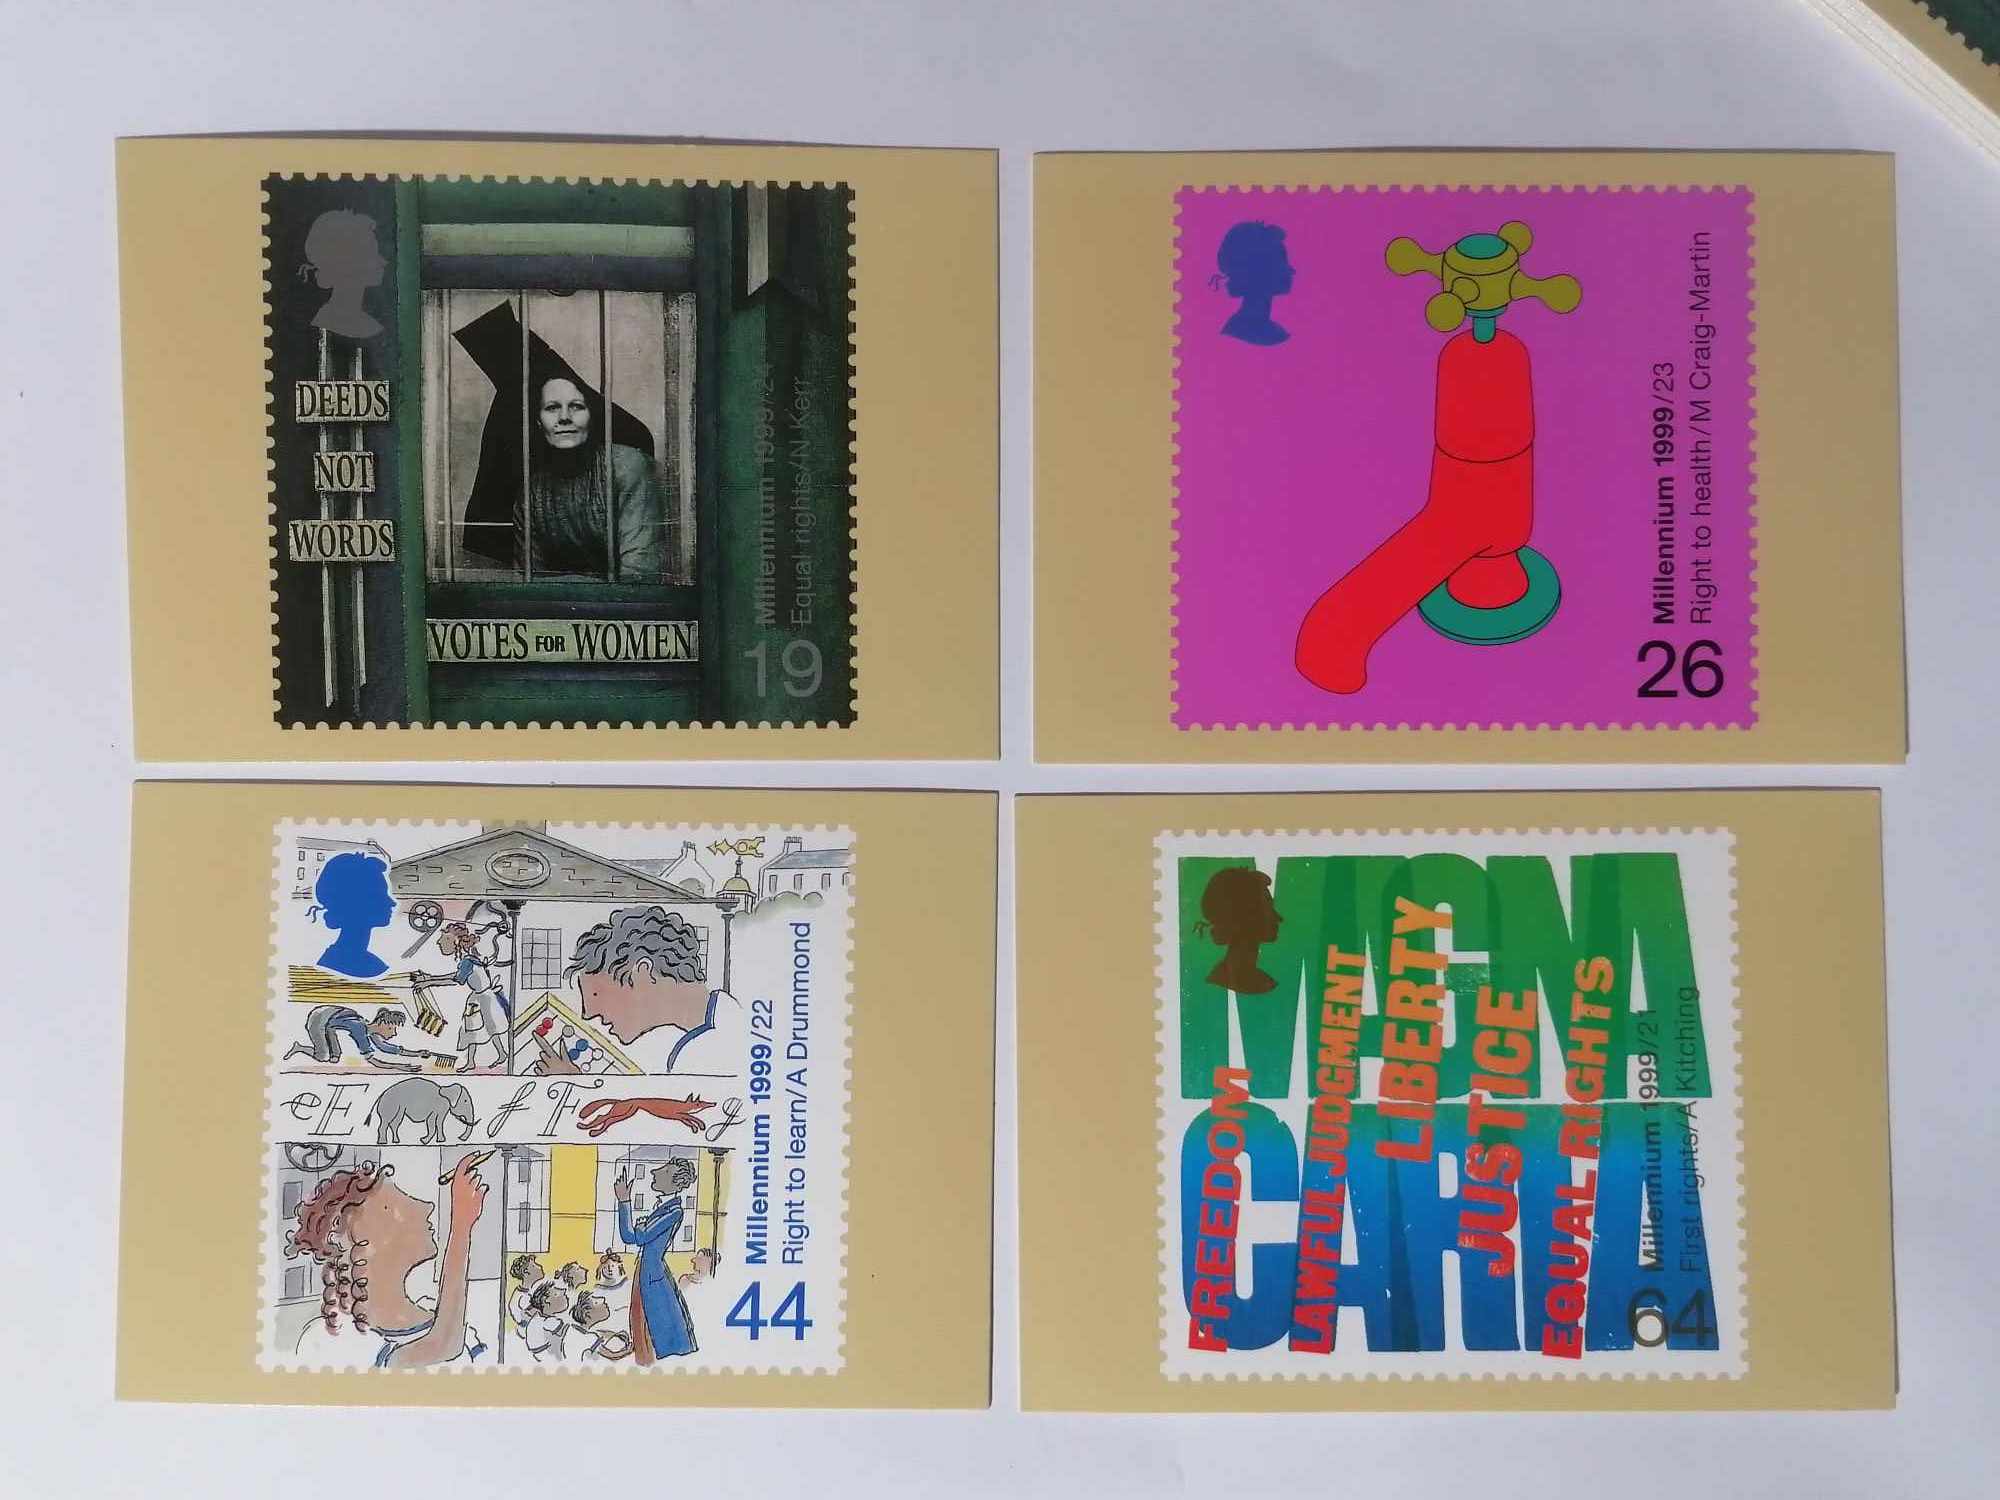 DEEDS
NOT
WORDS
VOTES FOR WOMEN
Millennium 1999/24
Equal rights/N Kerr
19
Millennium 1999/23
Right to health/M Craig-Martin
26
eE
fF
g
Millennium 1999/22
Right to learn/A Drummond
44
MAGNA
CARTA
FREEDOM
LAWFUL JUDGMENT
LIBERTY
JUSTICE
EQUAL RIGHTS
Millennium 1999/21
First rights/A Kitching
64